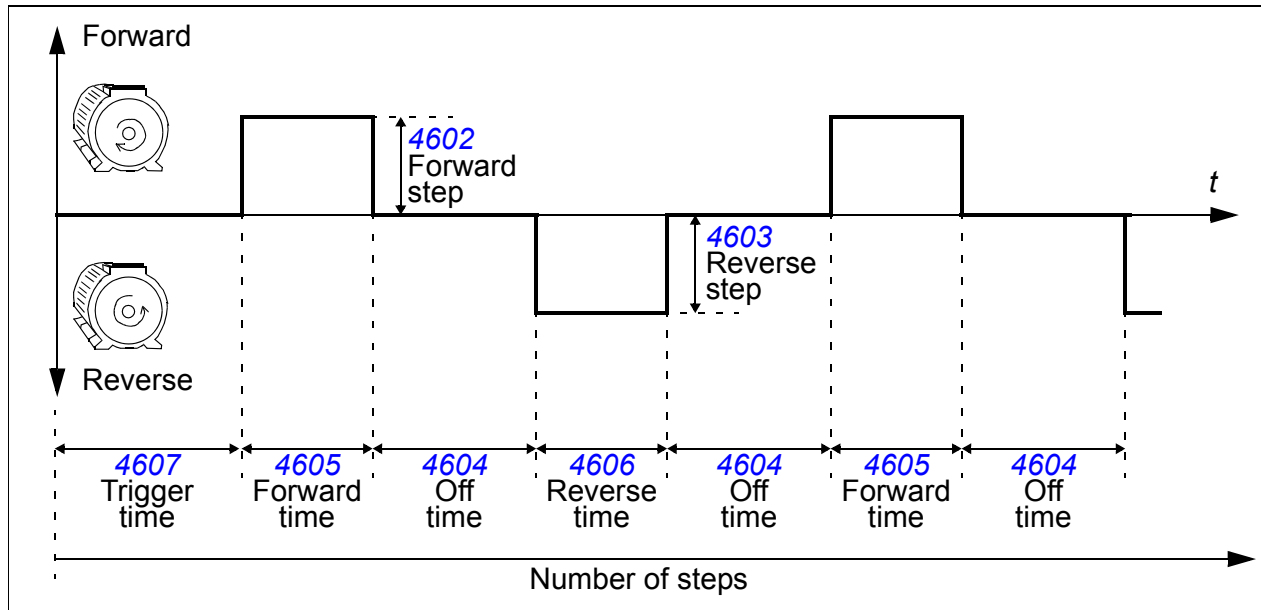 Forward
4602
Forward
step
t
4603
Reverse
step
Reverse
4607
Trigger
time
4605
Forward
time
4604
Off
time
4606
Reverse
time
4604
Off
time
4605
Forward
time
4604
Off
time
Number of steps